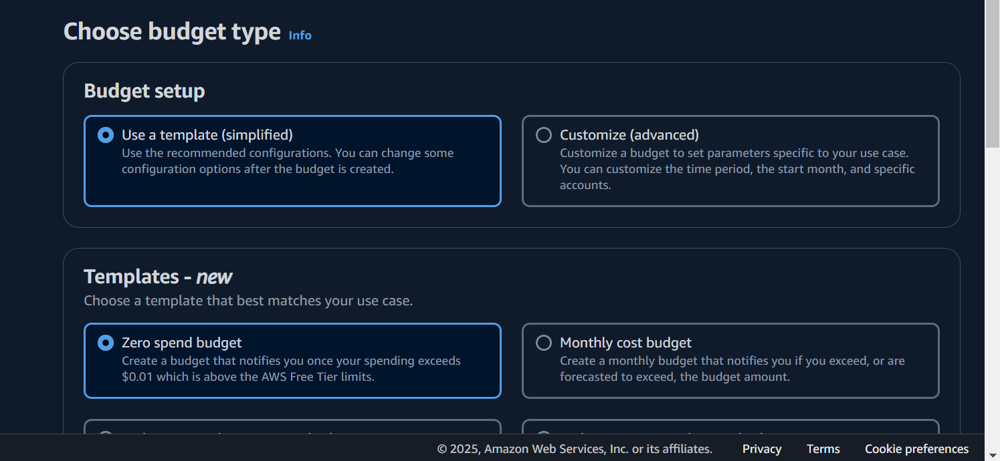 Choose budget type Info
Budget setup
Use a template (simplified)
Use the recommended configurations. You can change some
configuration options after the budget is created.
Customize (advanced)
Customize a budget to set parameters specific to your use case.
You can customize the time period, the start month, and specific
accounts.
Templates - new
Choose a template that best matches your use case.
Zero spend budget
Create a budget that notifies you once your spending exceeds
$0.01 which is above the AWS Free Tier limits.
Monthly cost budget
Create a monthly budget that notifies you if you exceed, or are
forecasted to exceed, the budget amount.
© 2025, Amazon Web Services, Inc. or its affiliates.
Privacy
Terms
Cookie preferences